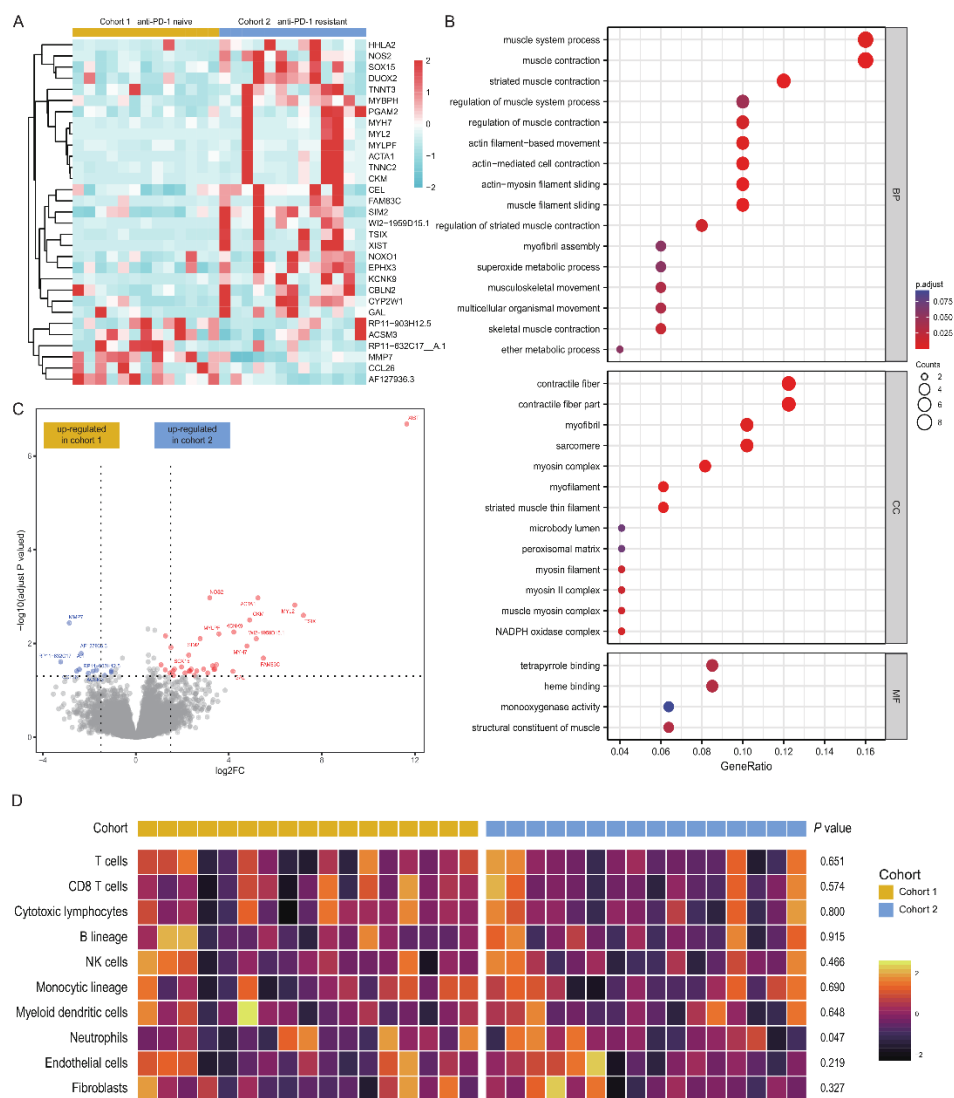 A
Cohort 1 anti-PD-1 naive
Cohort 2 anti-PD-1 resistant
HHLA2
NOS2
SOX15
DUOX2
TNNT3
MYBPH
PGAM2
MYH7
MYL2
MYLPF
ACTA1
TNNC2
CKM
CEL
FAM83C
SIM2
WI2-1959D15.1
TSIX
XIST
NOXO1
EPHX3
KCNK9
CBLN2
CYP2W1
GAL
RP11-903H12.5
ACSM3
RP11-632C17__A.1
MMP7
CCL26
AF127936.3
2
1
0
−1
−2
B
muscle system process
muscle contraction
striated muscle contraction
regulation of muscle system process
regulation of muscle contraction
actin filament-based movement
actin-mediated cell contraction
actin-myosin filament sliding
muscle filament sliding
regulation of striated muscle contraction
myofibril assembly
superoxide metabolic process
musculoskeletal movement
multicellular organismal movement
skeletal muscle contraction
ether metabolic process
BP
contractile fiber
contractile fiber part
myofibril
sarcomere
myosin complex
myofilament
striated muscle thin filament
microbody lumen
peroxisomal matrix
myosin filament
myosin II complex
muscle myosin complex
NADPH oxidase complex
CC
tetrapyrrole binding
heme binding
monooxygenase activity
structural constituent of muscle
MF
0.04 0.06 0.08 0.10 0.12 0.14 0.16
GeneRatio
p.adjust
0.075
0.050
0.025
Counts
2
4
6
8
C
up-regulated
in cohort 1
up-regulated
in cohort 2
−log10(adjust P valued)
6
4
2
0
−4 0 4 8 12
log2FC
NOS2
MYL2
CKM
KCNK9
MYLPF
MYH7
FAM83C
SOX15
MMP7
D
Cohort
P value
T cells 0.651
CD8 T cells 0.574
Cytotoxic lymphocytes 0.800
B lineage 0.915
NK cells 0.466
Monocytic lineage 0.690
Myeloid dendritic cells 0.648
Neutrophils 0.047
Endothelial cells 0.219
Fibroblasts 0.327
Cohort
Cohort 1
Cohort 2
2
1
0
1
2